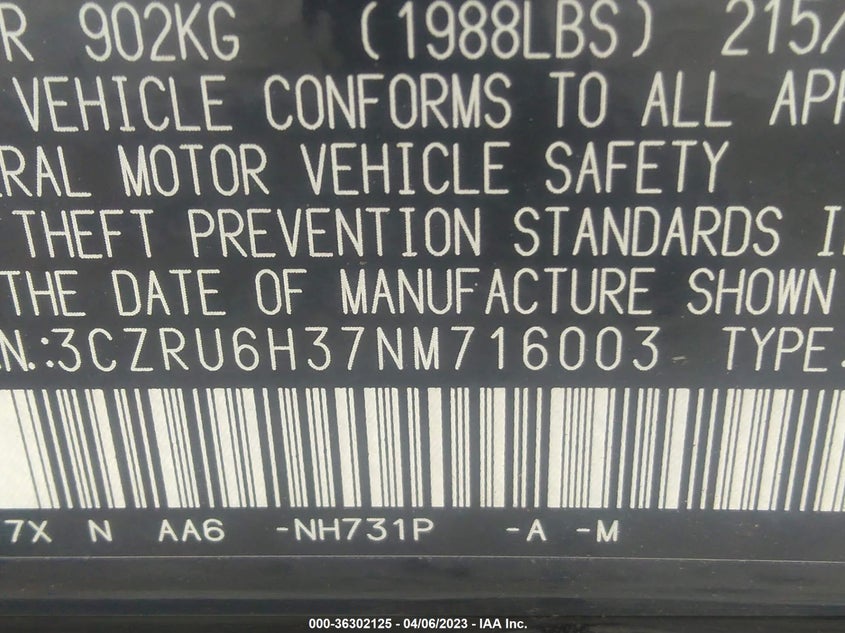 R 902KG (1988LBS) 215/
VEHICLE CONFORMS TO ALL APP
ERAL MOTOR VEHICLE SAFETY
THEFT PREVENTION STANDARDS I
THE DATE OF MANUFACTURE SHOWN
N.:3CZRU6H37NM716003 TYPE
7X N AA6 -NH731P -A -M
000-36302125 - 04/06/2023 - IAA Inc.